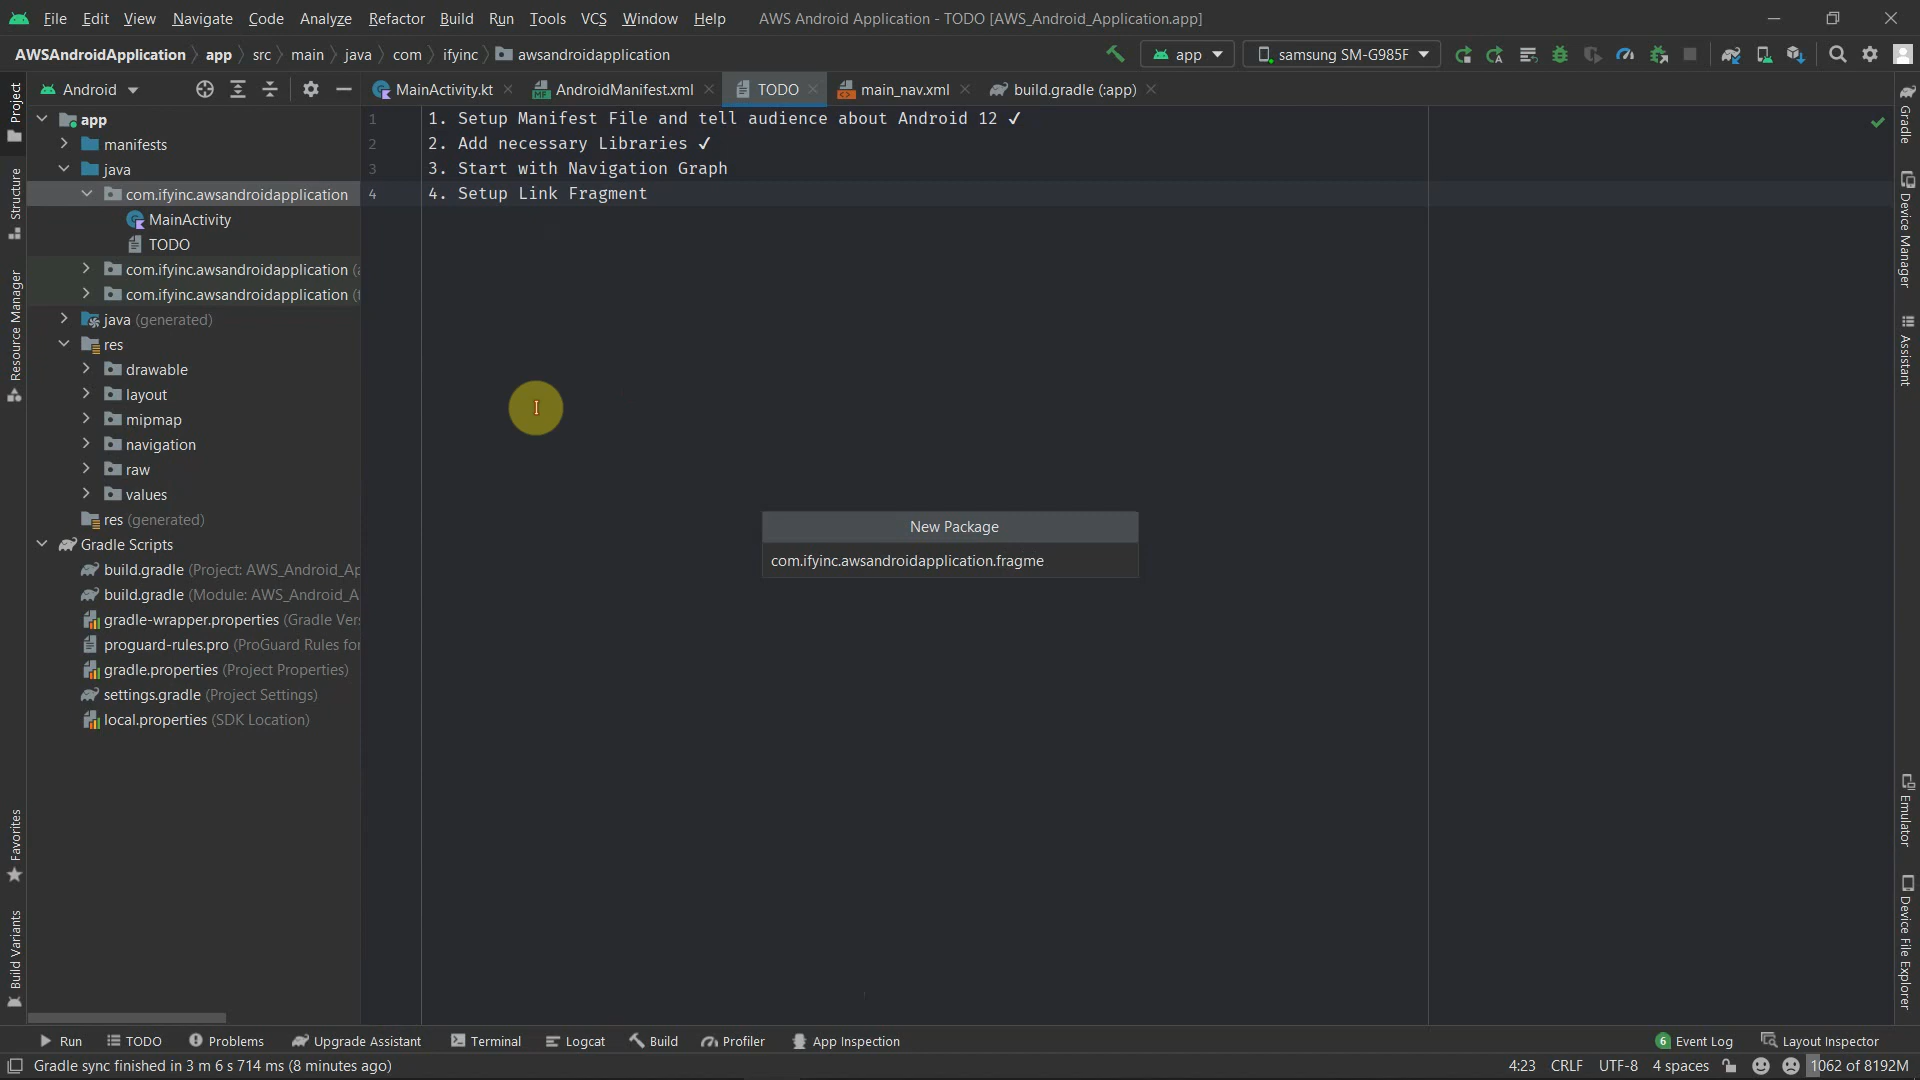 File Edit View Navigate Code Analyze Refactor Build Run Tools VCS Window Help AWS Android Application - TODO [AWS_Android_Application.app]
AWSAndroidApplication app src main java com ifyinc awsandroidapplication app samsung SM-G985F
Android MainActivity.kt AndroidManifest.xml TODO main_nav.xml build.gradle (:app)
app
manifests
java
com.ifyinc.awsandroidapplication
MainActivity
TODO
com.ifyinc.awsandroidapplication
com.ifyinc.awsandroidapplication
java (generated)
res
drawable
layout
mipmap
navigation
raw
values
res (generated)
Gradle Scripts
build.gradle (Project: AWS_Android_Ap
build.gradle (Module: AWS_Android_A
gradle-wrapper.properties (Gradle Ver
proguard-rules.pro (ProGuard Rules for
gradle.properties (Project Properties)
settings.gradle (Project Settings)
local.properties (SDK Location)
1 1. Setup Manifest File and tell audience about Android 12 ✓
2 2. Add necessary Libraries ✓
3 3. Start with Navigation Graph
4 4. Setup Link Fragment
New Package
com.ifyinc.awsandroidapplication.fragme
Project
Structure
Resource Manager
Favorites
Build Variants
Gradle
Device Manager
Assistant
Emulator
Device File Explorer
Run TODO Problems Upgrade Assistant Terminal Logcat Build Profiler App Inspection 6 Event Log Layout Inspector
Gradle sync finished in 3 m 6 s 714 ms (8 minutes ago) 4:23 CRLF UTF-8 4 spaces 1062 of 8192M